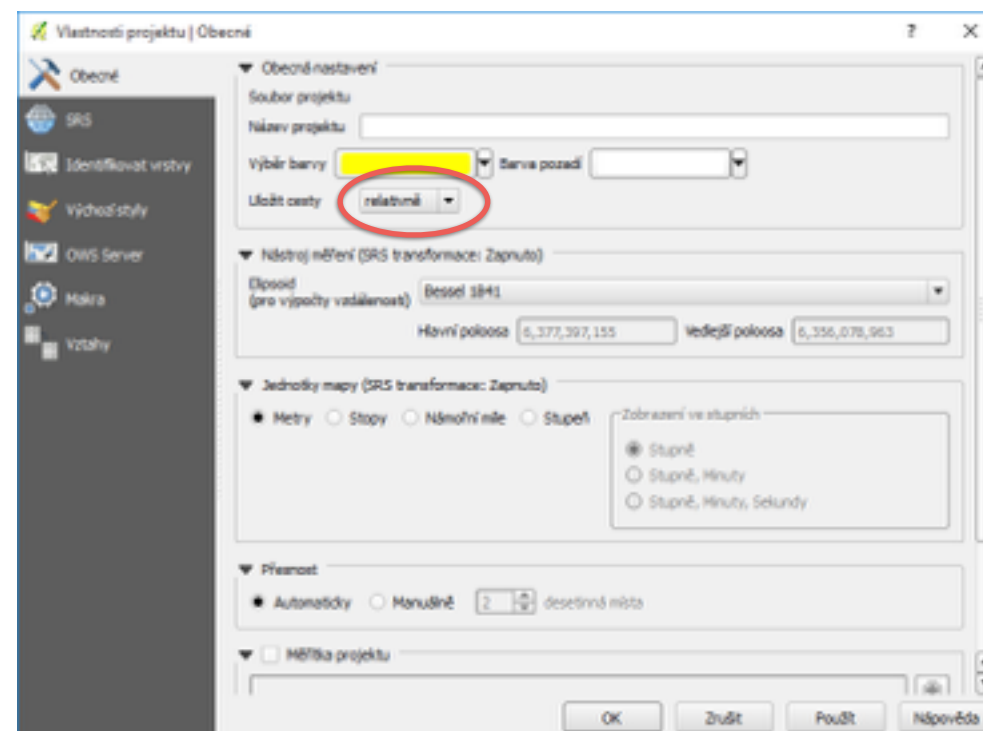 Vlastnosti projektu | Obecné
?
Obecné
SRS
Identifikovat vrstvy
Výchozí styly
OWS Server
Makra
Vztahy
Obecná nastavení
Soubor projektu
Název projektu
Výběr barvy Barva pozadí
Uložit cesty relativně
Nástroj měření (SRS transformace: Zapnuto)
Elipsoid
(pro výpočty vzdáleností) Bessel 1841
Hlavní poloosa 6,377,397,155 Vedlejší poloosa 6,356,078,963
Jednotky mapy (SRS transformace: Zapnuto)
Metry Stopy Námořní míle Stupeň
Zobrazení ve stupních
Stupně
Stupně, Minuty
Stupně, Minuty, Sekundy
Přesnost
Automaticky Manuálně 2 desetinná místa
Měřítka projektu
OK Zrušit Použít Nápověda